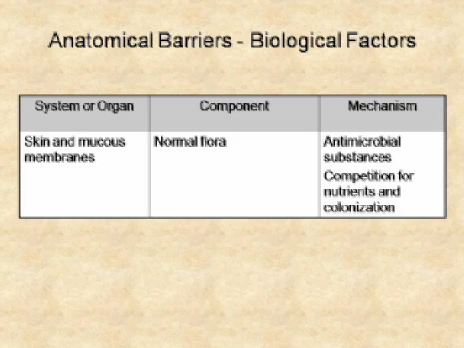 Anatomical Barriers - Biological Factors
System or Organ Component Mechanism
Skin and mucous membranes
Normal flora
Antimicrobial substances
Competition for nutrients and colonization